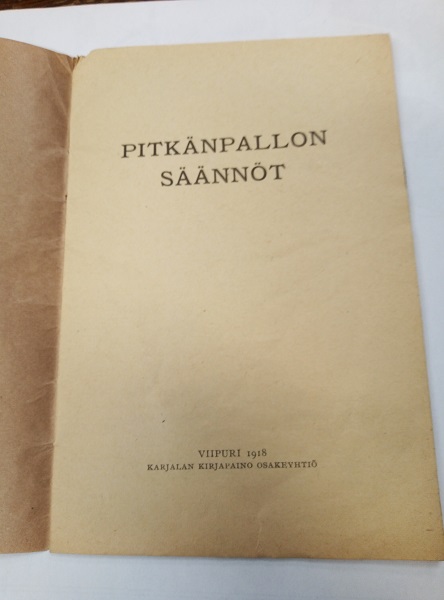 PITKÄNPALLON
SÄÄNNÖT
VIIPURI 1918
KARJALAN KIRJAPAINO OSAKEYHTIÖ